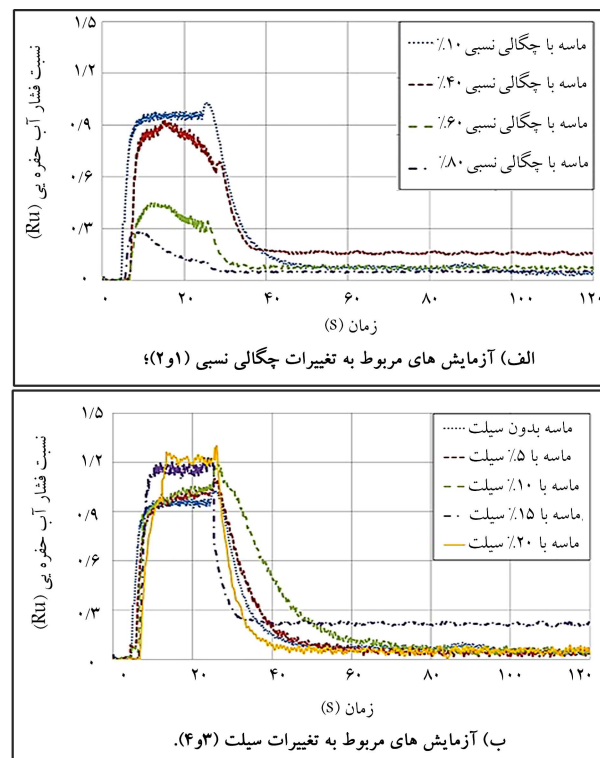 نسبت فشار آب حفره یی (Ru)
۱/۵
۱/۲
۰/۹
۰/۶
۰/۳
۰
ماسه با چگالی نسبی ۱۰٪
ماسه با چگالی نسبی ۴۰٪
ماسه با چگالی نسبی ۶۰٪
ماسه با چگالی نسبی ۸۰٪
۰ ۲۰ ۴۰ ۶۰ ۸۰ ۱۰۰ ۱۲۰
زمان (s)
الف) آزمایش های مربوط به تغییرات چگالی نسبی (۱و۲)؛
نسبت فشار آب حفره یی (Ru)
۱/۵
۱/۲
۰/۹
۰/۶
۰/۳
۰
ماسه بدون سیلت
ماسه با ۵٪ سیلت
ماسه با ۱۰٪ سیلت
ماسه با ۱۵٪ سیلت
ماسه با ۲۰٪ سیلت
۰ ۲۰ ۴۰ ۶۰ ۸۰ ۱۰۰ ۱۲۰
زمان (s)
ب) آزمایش های مربوط به تغییرات سیلت (۳و۴).